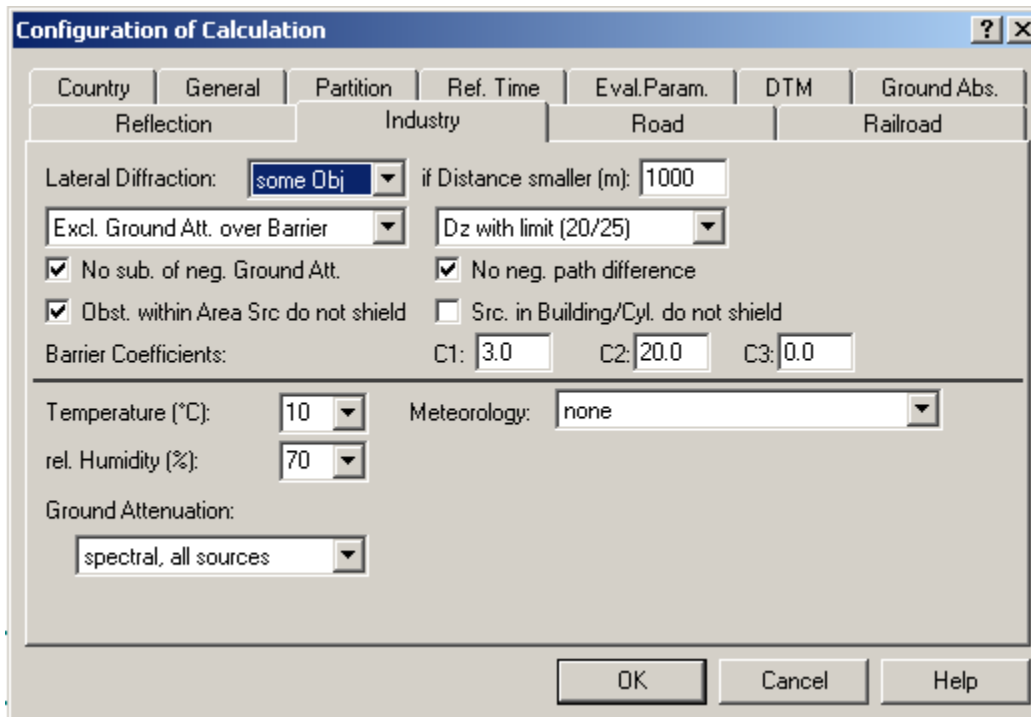 Configuration of Calculation
Country General Partition Ref. Time Eval.Param. DTM Ground Abs.
Reflection Industry Road Railroad
Lateral Diffraction: some Obj if Distance smaller (m): 1000
Excl. Ground Att. over Barrier Dz with limit (20/25)
No sub. of neg. Ground Att. No neg. path difference
Obst. within Area Src do not shield Src. in Building/Cyl. do not shield
Barrier Coefficients: C1: 3.0 C2: 20.0 C3: 0.0
Temperature (°C): 10 Meteorology: none
rel. Humidity (%): 70
Ground Attenuation:
spectral, all sources
OK Cancel Help